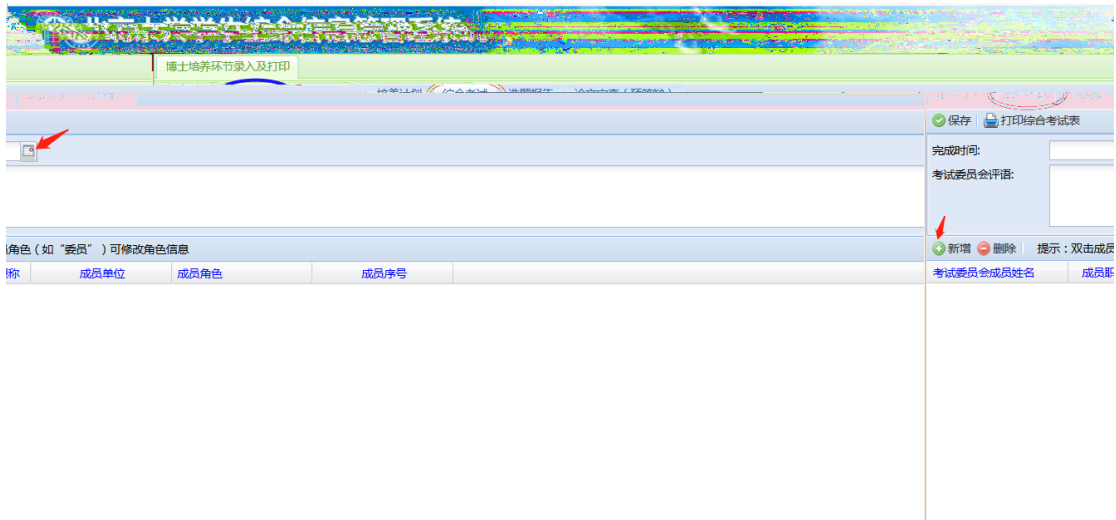 博士培养环节录入及打印
保存 打印综合考试表
完成时间:
考试委员会评语:
角色（如“委员”）可修改角色信息
新增 删除 提示：双击成员
称 成员单位 成员角色 成员序号
考试委员会成员姓名 成员职